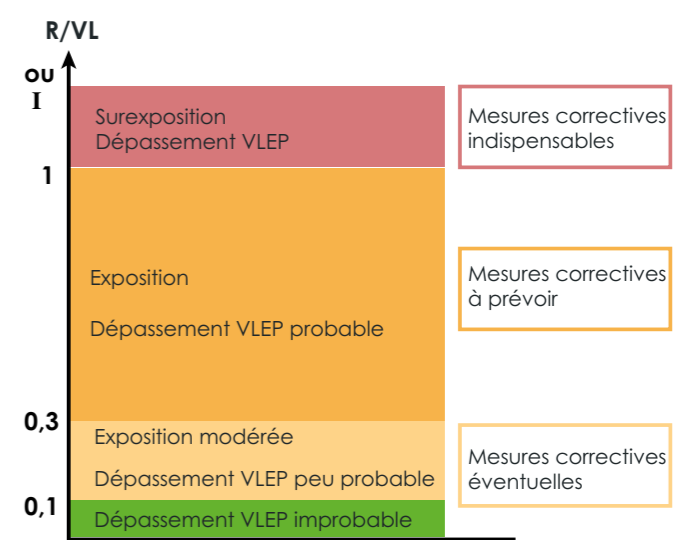 R/VL
ou
I
Surexposition
Dépassement VLEP
Mesures correctives
indispensables
1
Exposition
Dépassement VLEP probable
Mesures correctives
à prévoir
0,3
Exposition modérée
Dépassement VLEP peu probable
Mesures correctives
éventuelles
0,1
Dépassement VLEP improbable